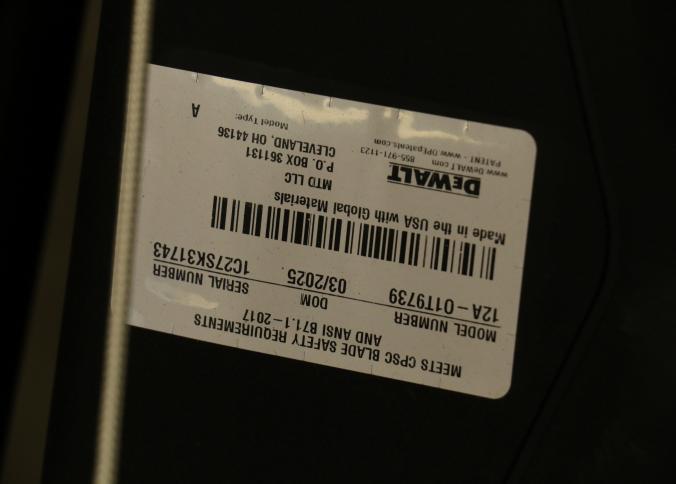 MEETS CPSC BLADE SAFETY REQUIREMENTS
AND ANSI B71.1-2017
MODEL NUMBER DOM SERIAL NUMBER
12A-01T9739 03/2025 1C27SK31743
Made in the USA with Global Materials
DEWALT
www.DEWALT.com 855-971-1123
PATENT - www.DPLpatents.com
MTD LLC
P.O. BOX 361131
CLEVELAND, OH 44136
Model Type:
A